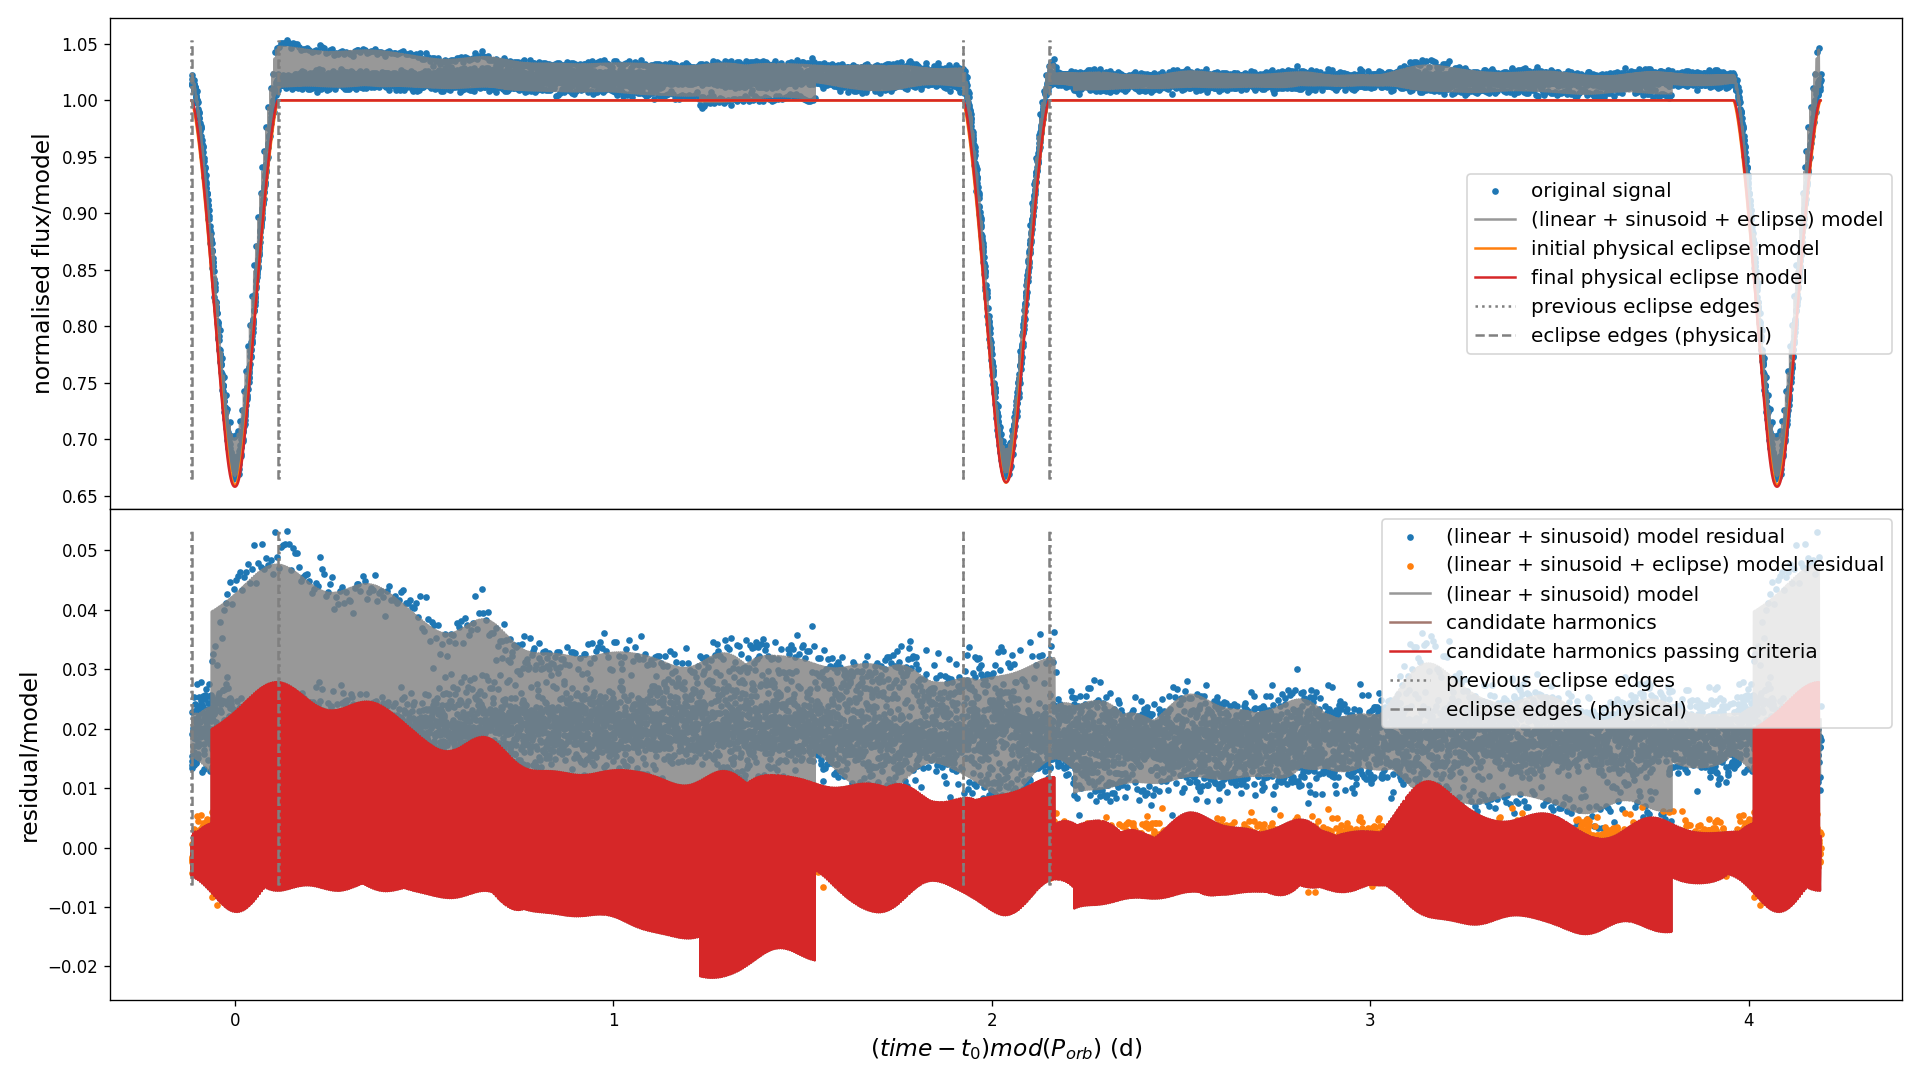 1.05
1.00
0.95
0.90
0.85
0.80
0.75
0.70
0.65
normalised flux/model
original signal
(linear + sinusoid + eclipse) model
initial physical eclipse model
final physical eclipse model
previous eclipse edges
eclipse edges (physical)
0.05
0.04
0.03
0.02
0.01
0.00
−0.01
−0.02
residual/model
(linear + sinusoid) model residual
(linear + sinusoid + eclipse) model residual
(linear + sinusoid) model
candidate harmonics
candidate harmonics passing criteria
previous eclipse edges
eclipse edges (physical)
0 1 2 3 4
(time − t₀)mod(Pₒᵣb) (d)